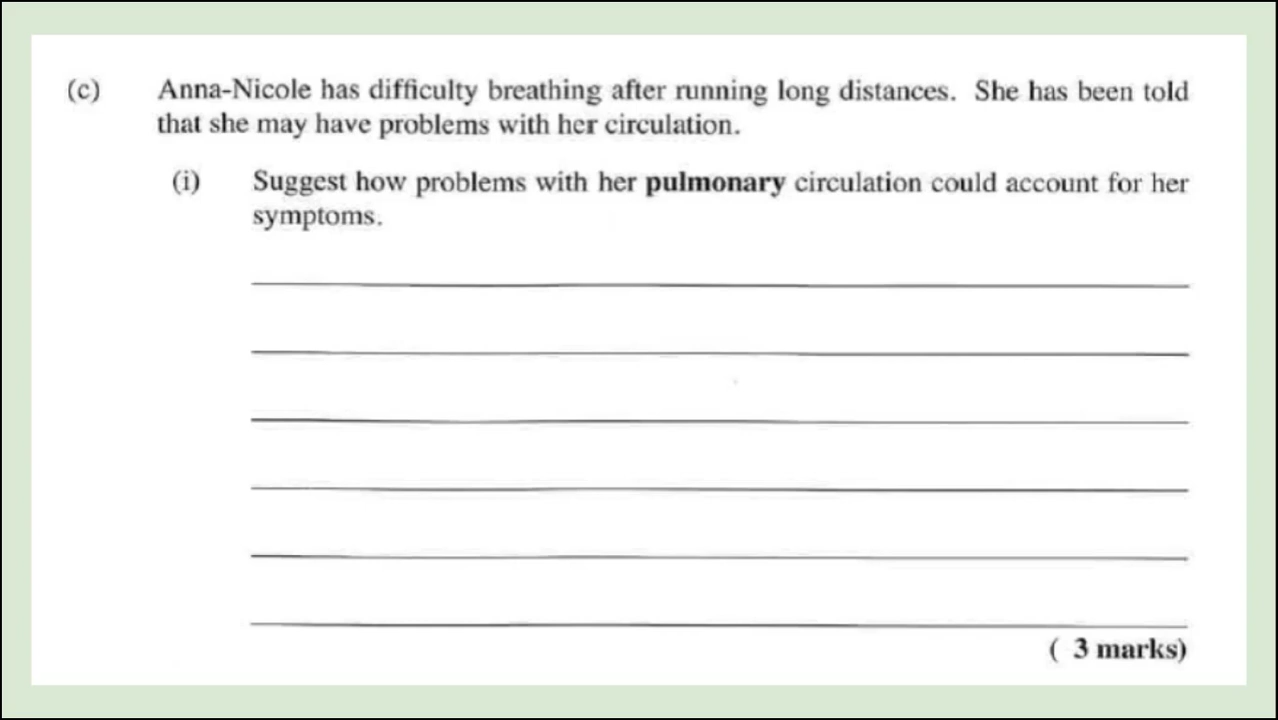 (c) Anna-Nicole has difficulty breathing after running long distances. She has been told
that she may have problems with her circulation.
(i) Suggest how problems with her pulmonary circulation could account for her
symptoms.
( 3 marks)